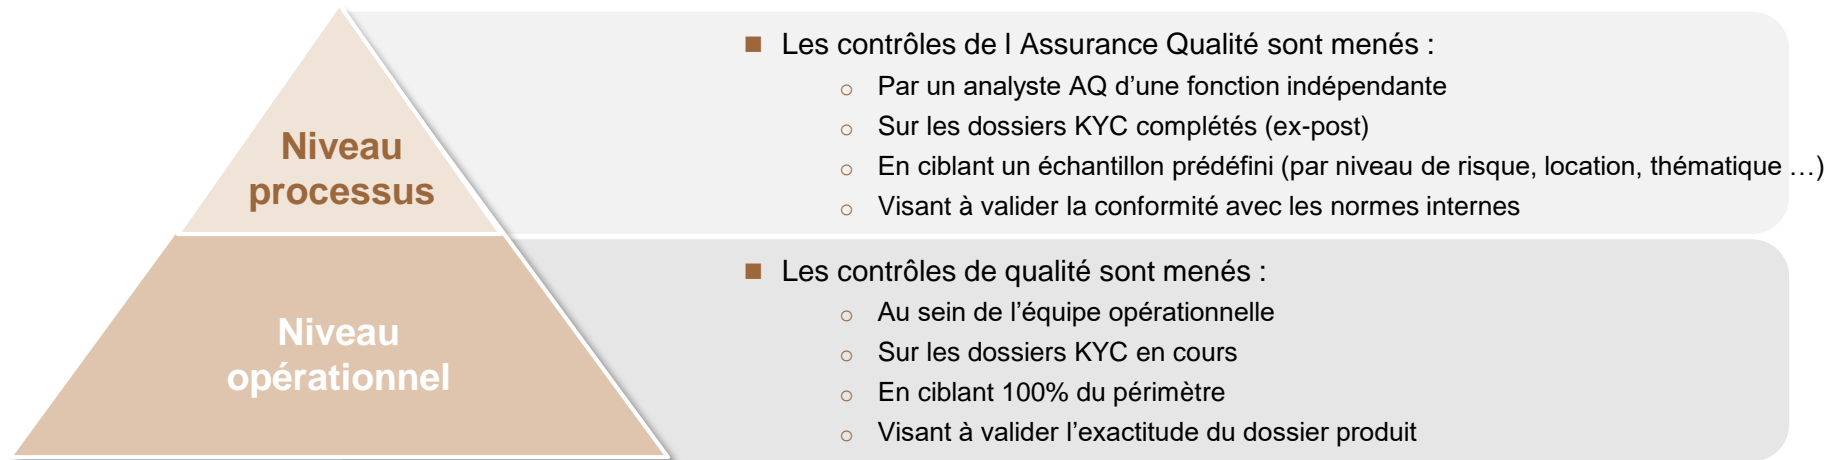 Niveau
processus
Les contrôles de l Assurance Qualité sont menés :
Par un analyste AQ d’une fonction indépendante
Sur les dossiers KYC complétés (ex-post)
En ciblant un échantillon prédéfini (par niveau de risque, location, thématique …)
Visant à valider la conformité avec les normes internes
Niveau
opérationnel
Les contrôles de qualité sont menés :
Au sein de l’équipe opérationnelle
Sur les dossiers KYC en cours
En ciblant 100% du périmètre
Visant à valider l’exactitude du dossier produit